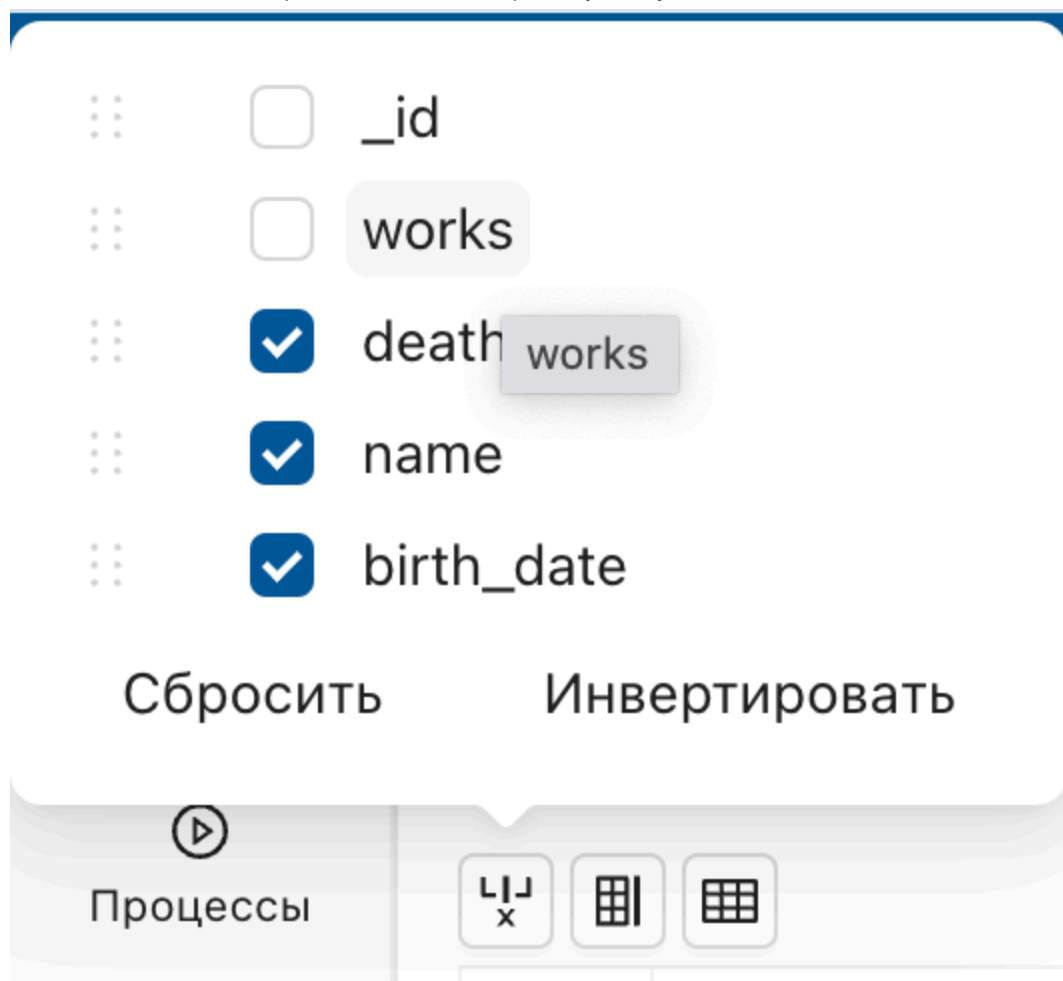 _id
works
death
works
name
birth_date
Сбросить Инвертировать
Процессы
x